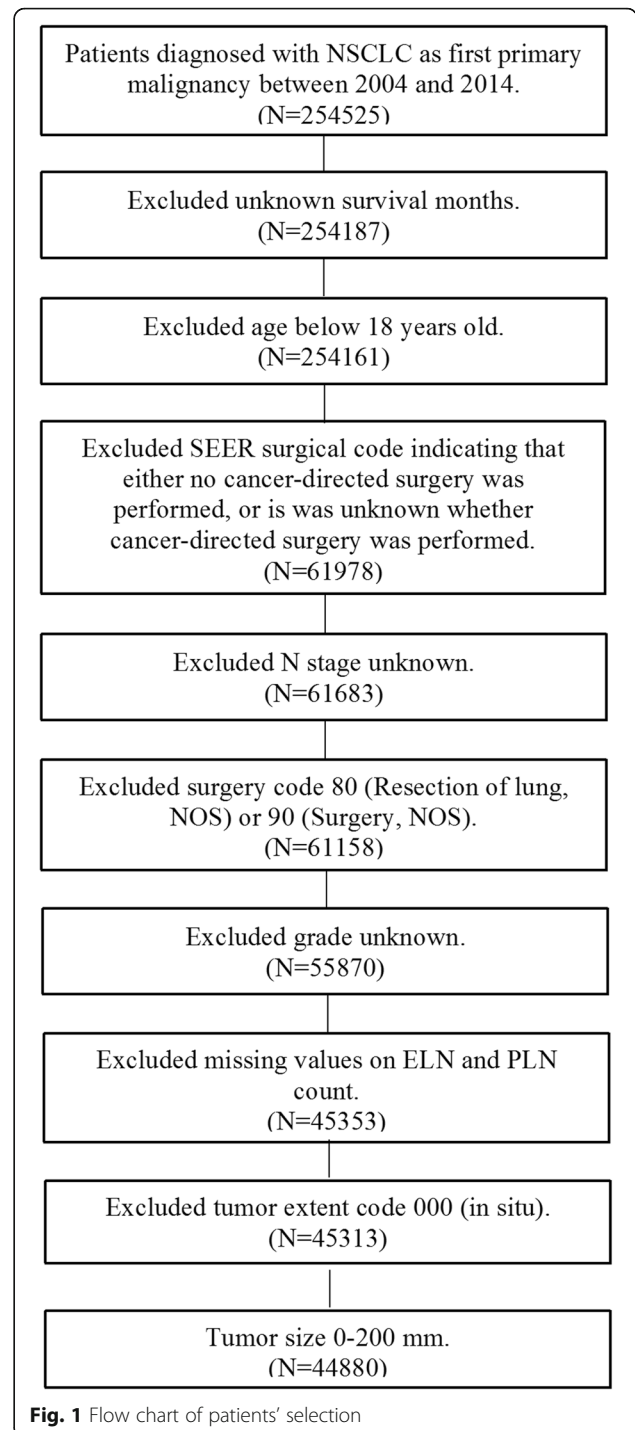 Patients diagnosed with NSCLC as first primary
malignancy between 2004 and 2014.
(N=254525)
Excluded unknown survival months.
(N=254187)
Excluded age below 18 years old.
(N=254161)
Excluded SEER surgical code indicating that
either no cancer-directed surgery was
performed, or is was unknown whether
cancer-directed surgery was performed.
(N=61978)
Excluded N stage unknown.
(N=61683)
Excluded surgery code 80 (Resection of lung,
NOS) or 90 (Surgery, NOS).
(N=61158)
Excluded grade unknown.
(N=55870)
Excluded missing values on ELN and PLN
count.
(N=45353)
Excluded tumor extent code 000 (in situ).
(N=45313)
Tumor size 0-200 mm.
(N=44880)
Fig. 1 Flow chart of patients' selection